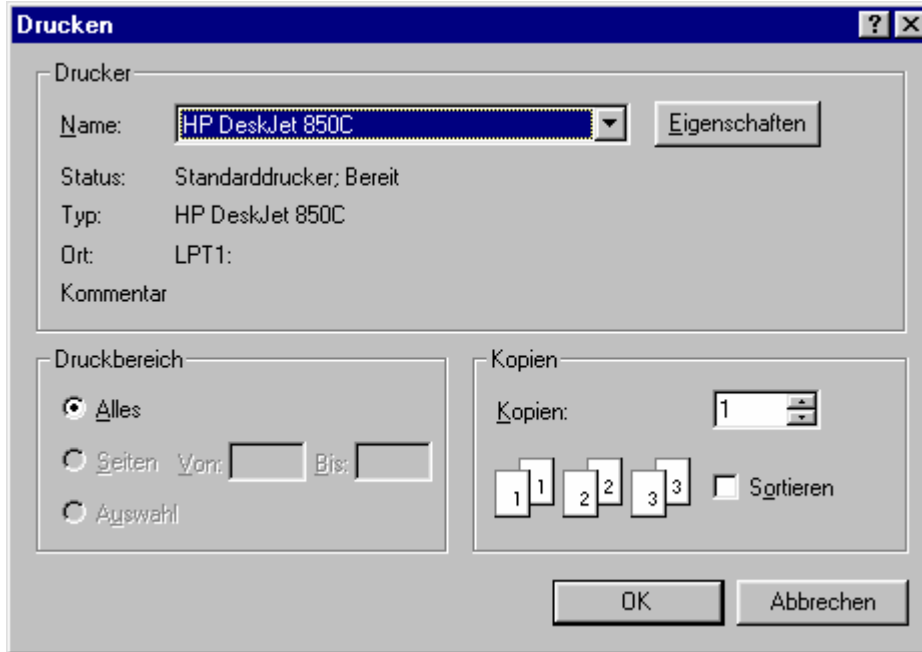 Drucken
Drucker
Name: HP DeskJet 850C Eigenschaften
Status: Standarddrucker; Bereit
Typ: HP DeskJet 850C
Ort: LPT1:
Kommentar
Druckbereich
Alles
Seiten Von: Bis:
Auswahl
Kopien
Kopien: 1
1 1 2 2 3 3 Sortieren
OK Abbrechen